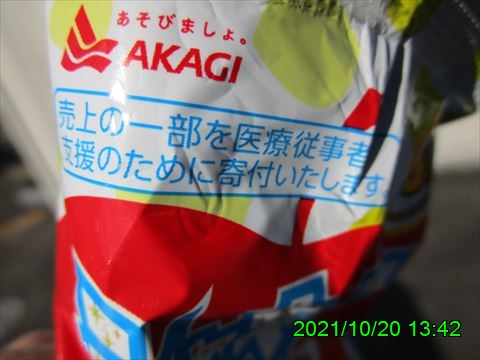 あそびましょ。
AKAGI
売上の一部を医療従事者
支援のために寄付いたします。
2021/10/20 13:42